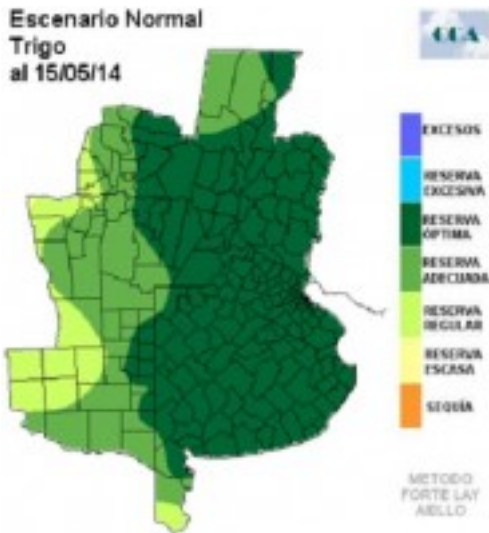 Escenario Normal
Trigo
al 15/05/14
EXCESOS
RESERVA
EXCESIVA
RESERVA
ÓPTIMA
RESERVA
ADECUADA
RESERVA
REGULAR
RESERVA
ESCASA
SEQUÍA
METODO
FORTE LAY
AIELLO